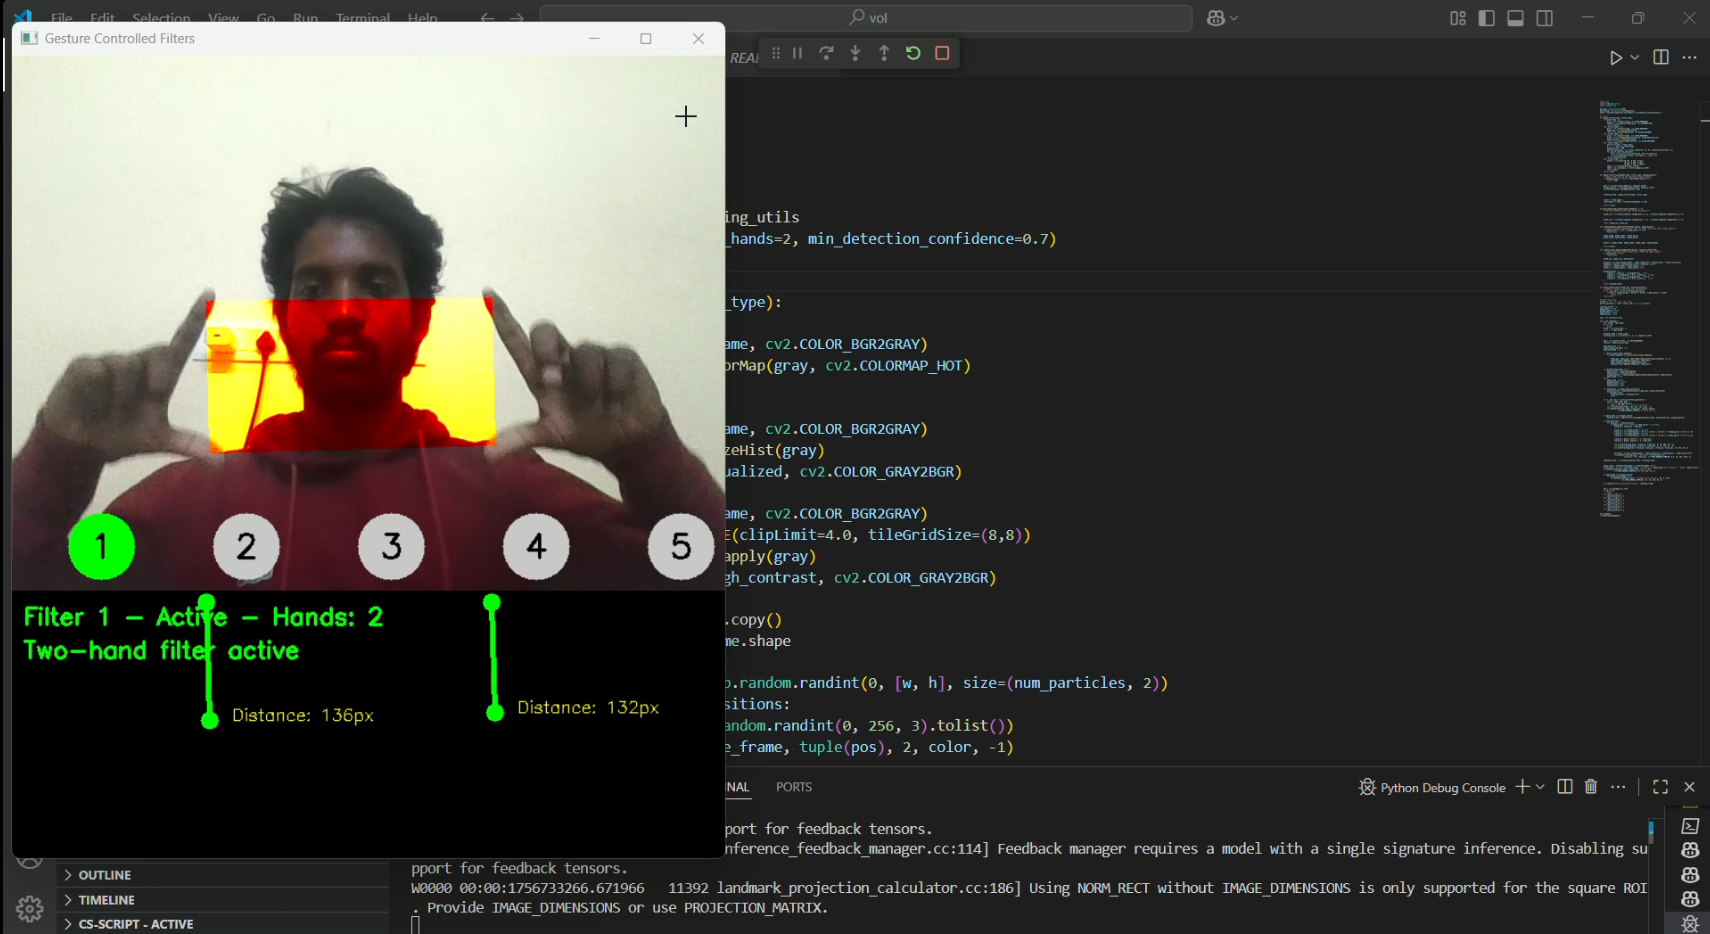 File Edit Selection View Go Run Terminal Help
vol
Gesture Controlled Filters
ing_utils
_hands=2, min_detection_confidence=0.7)
_type):
ame, cv2.COLOR_BGR2GRAY)
orMap(gray, cv2.COLORMAP_HOT)
ame, cv2.COLOR_BGR2GRAY)
zeHist(gray)
ualized, cv2.COLOR_GRAY2BGR)
ame, cv2.COLOR_BGR2GRAY)
E(clipLimit=4.0, tileGridSize=(8,8))
apply(gray)
gh_contrast, cv2.COLOR_GRAY2BGR)
.copy()
me.shape
p.random.randint(0, [w, h], size=(num_particles, 2))
sitions:
andom.randint(0, 256, 3).tolist())
e_frame, tuple(pos), 2, color, -1)
1 2 3 4 5
Filter 1 - Active - Hands: 2
Two-hand filter active
Distance: 136px
Distance: 132px
NAL PORTS
Python Debug Console
port for feedback tensors.
nference_feedback_manager.cc:114] Feedback manager requires a model with a single signature inference. Disabling su
pport for feedback tensors.
W0000 00:00:1756733266.671966 11392 landmark_projection_calculator.cc:186] Using NORM_RECT without IMAGE_DIMENSIONS is only supported for the square ROI
. Provide IMAGE_DIMENSIONS or use PROJECTION_MATRIX.
OUTLINE
TIMELINE
CS-SCRIPT - ACTIVE